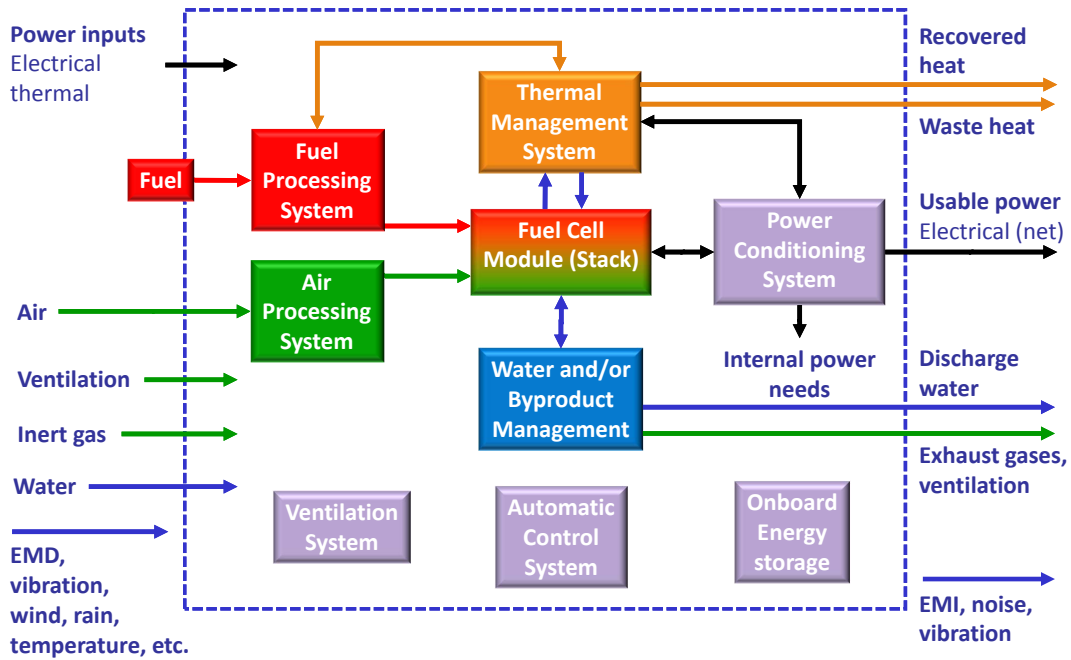 Power inputs
Electrical
thermal
Recovered
heat
Thermal
Management
System
Waste heat
Fuel
Fuel
Processing
System
Fuel Cell
Module (Stack)
Power
Conditioning
System
Usable power
Electrical (net)
Air
Air
Processing
System
Ventilation
Water and/or
Byproduct
Management
Internal power
needs
Discharge
water
Inert gas
Exhaust gases,
ventilation
Water
Ventilation
System
Automatic
Control
System
Onboard
Energy
storage
EMD,
vibration,
wind, rain,
temperature, etc.
EMI, noise,
vibration